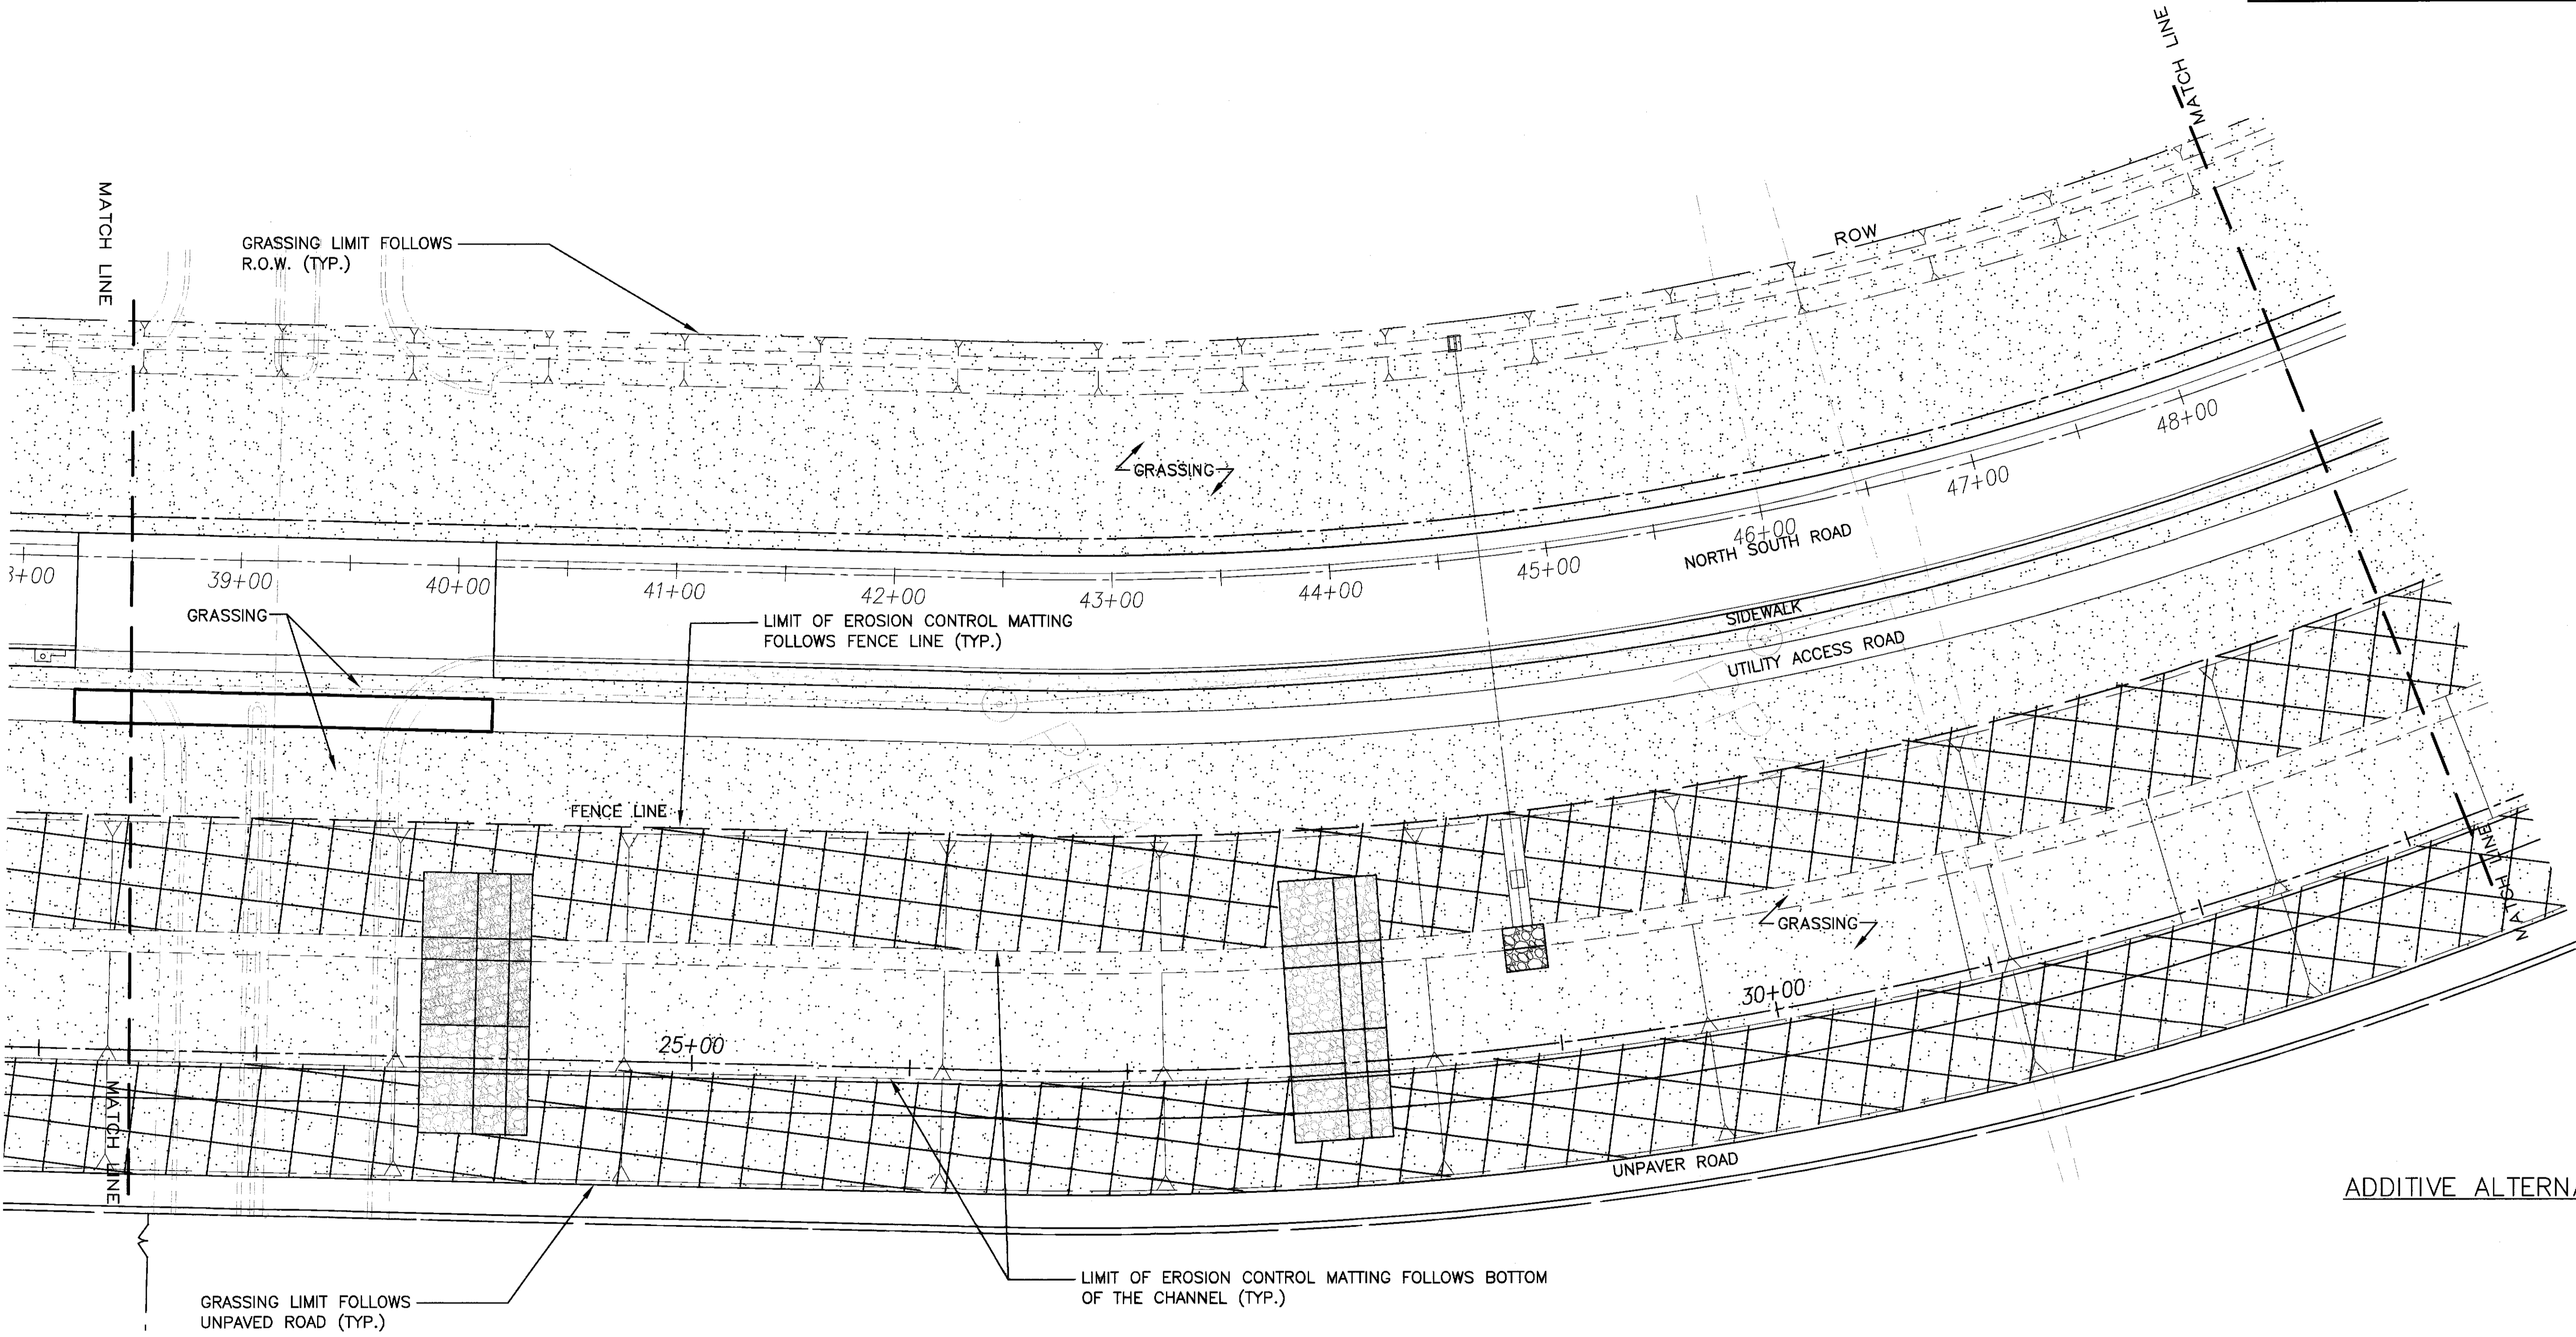 MATCH LINE
MATCH LINE
GRASSING LIMIT FOLLOWS
R.O.W. (TYP.)
ROW
GRASSING
48+00
47+00
46+00
45+00
44+00
43+00
42+00
41+00
40+00
39+00
3+00
NORTH SOUTH ROAD
GRASSING
LIMIT OF EROSION CONTROL MATTING
FOLLOWS FENCE LINE (TYP.)
SIDEWALK
UTILITY ACCESS ROAD
FENCE LINE
MATCH LINE
GRASSING
30+00
25+00
MATCH LINE
UNPAVER ROAD
ADDITIVE ALTERNA
LIMIT OF EROSION CONTROL MATTING FOLLOWS BOTTOM
OF THE CHANNEL (TYP.)
GRASSING LIMIT FOLLOWS
UNPAVED ROAD (TYP.)